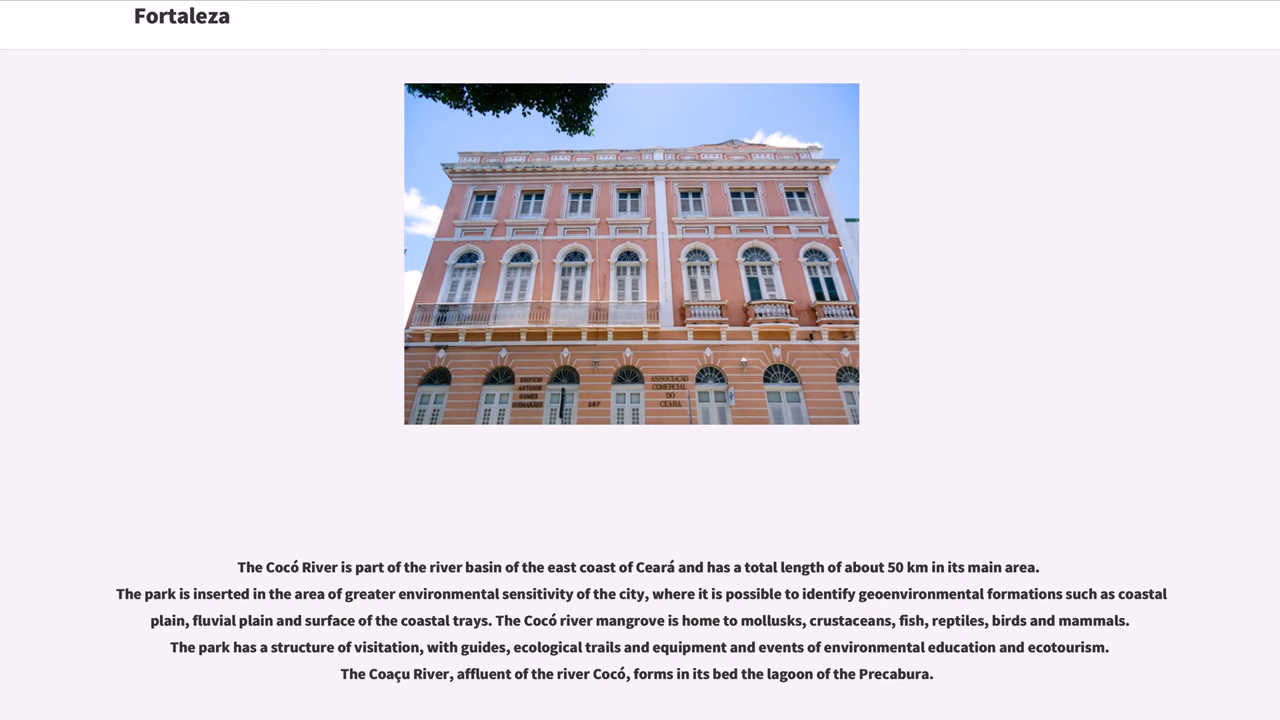 Fortaleza
EDIFICIO
ANTONIO
GOMES
GUIMARÃES
207
ASSOCIAÇÃO
COMERCIAL
DO
CEARÁ
The Cocó River is part of the river basin of the east coast of Ceará and has a total length of about 50 km in its main area.
The park is inserted in the area of greater environmental sensitivity of the city, where it is possible to identify geoenvironmental formations such as coastal
plain, fluvial plain and surface of the coastal trays. The Cocó river mangrove is home to mollusks, crustaceans, fish, reptiles, birds and mammals.
The park has a structure of visitation, with guides, ecological trails and equipment and events of environmental education and ecotourism.
The Coaçu River, affluent of the river Cocó, forms in its bed the lagoon of the Precabura.